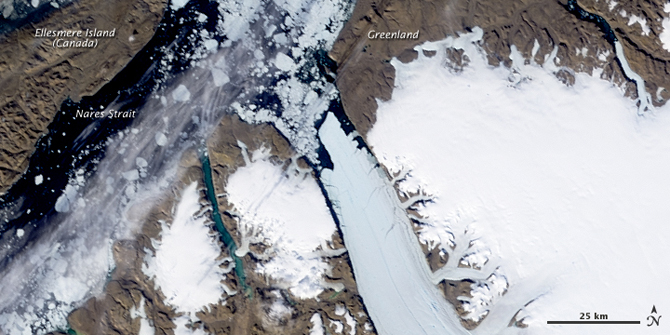 Ellesmere Island
(Canada)
Greenland
Nares Strait
25 km
N